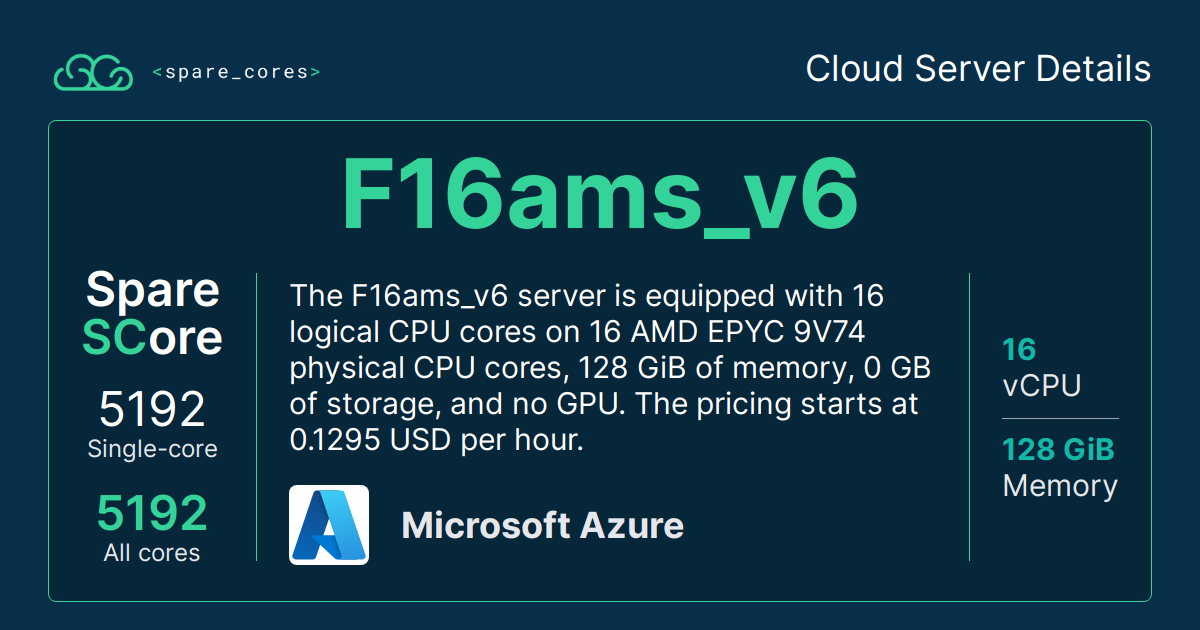 <spare_cores>
Cloud Server Details
F16ams_v6
Spare
SCore
5192
Single-core
5192
All cores
The F16ams_v6 server is equipped with 16
logical CPU cores on 16 AMD EPYC 9V74
physical CPU cores, 128 GiB of memory, 0 GB
of storage, and no GPU. The pricing starts at
0.1295 USD per hour.
Microsoft Azure
16
vCPU
128 GiB
Memory